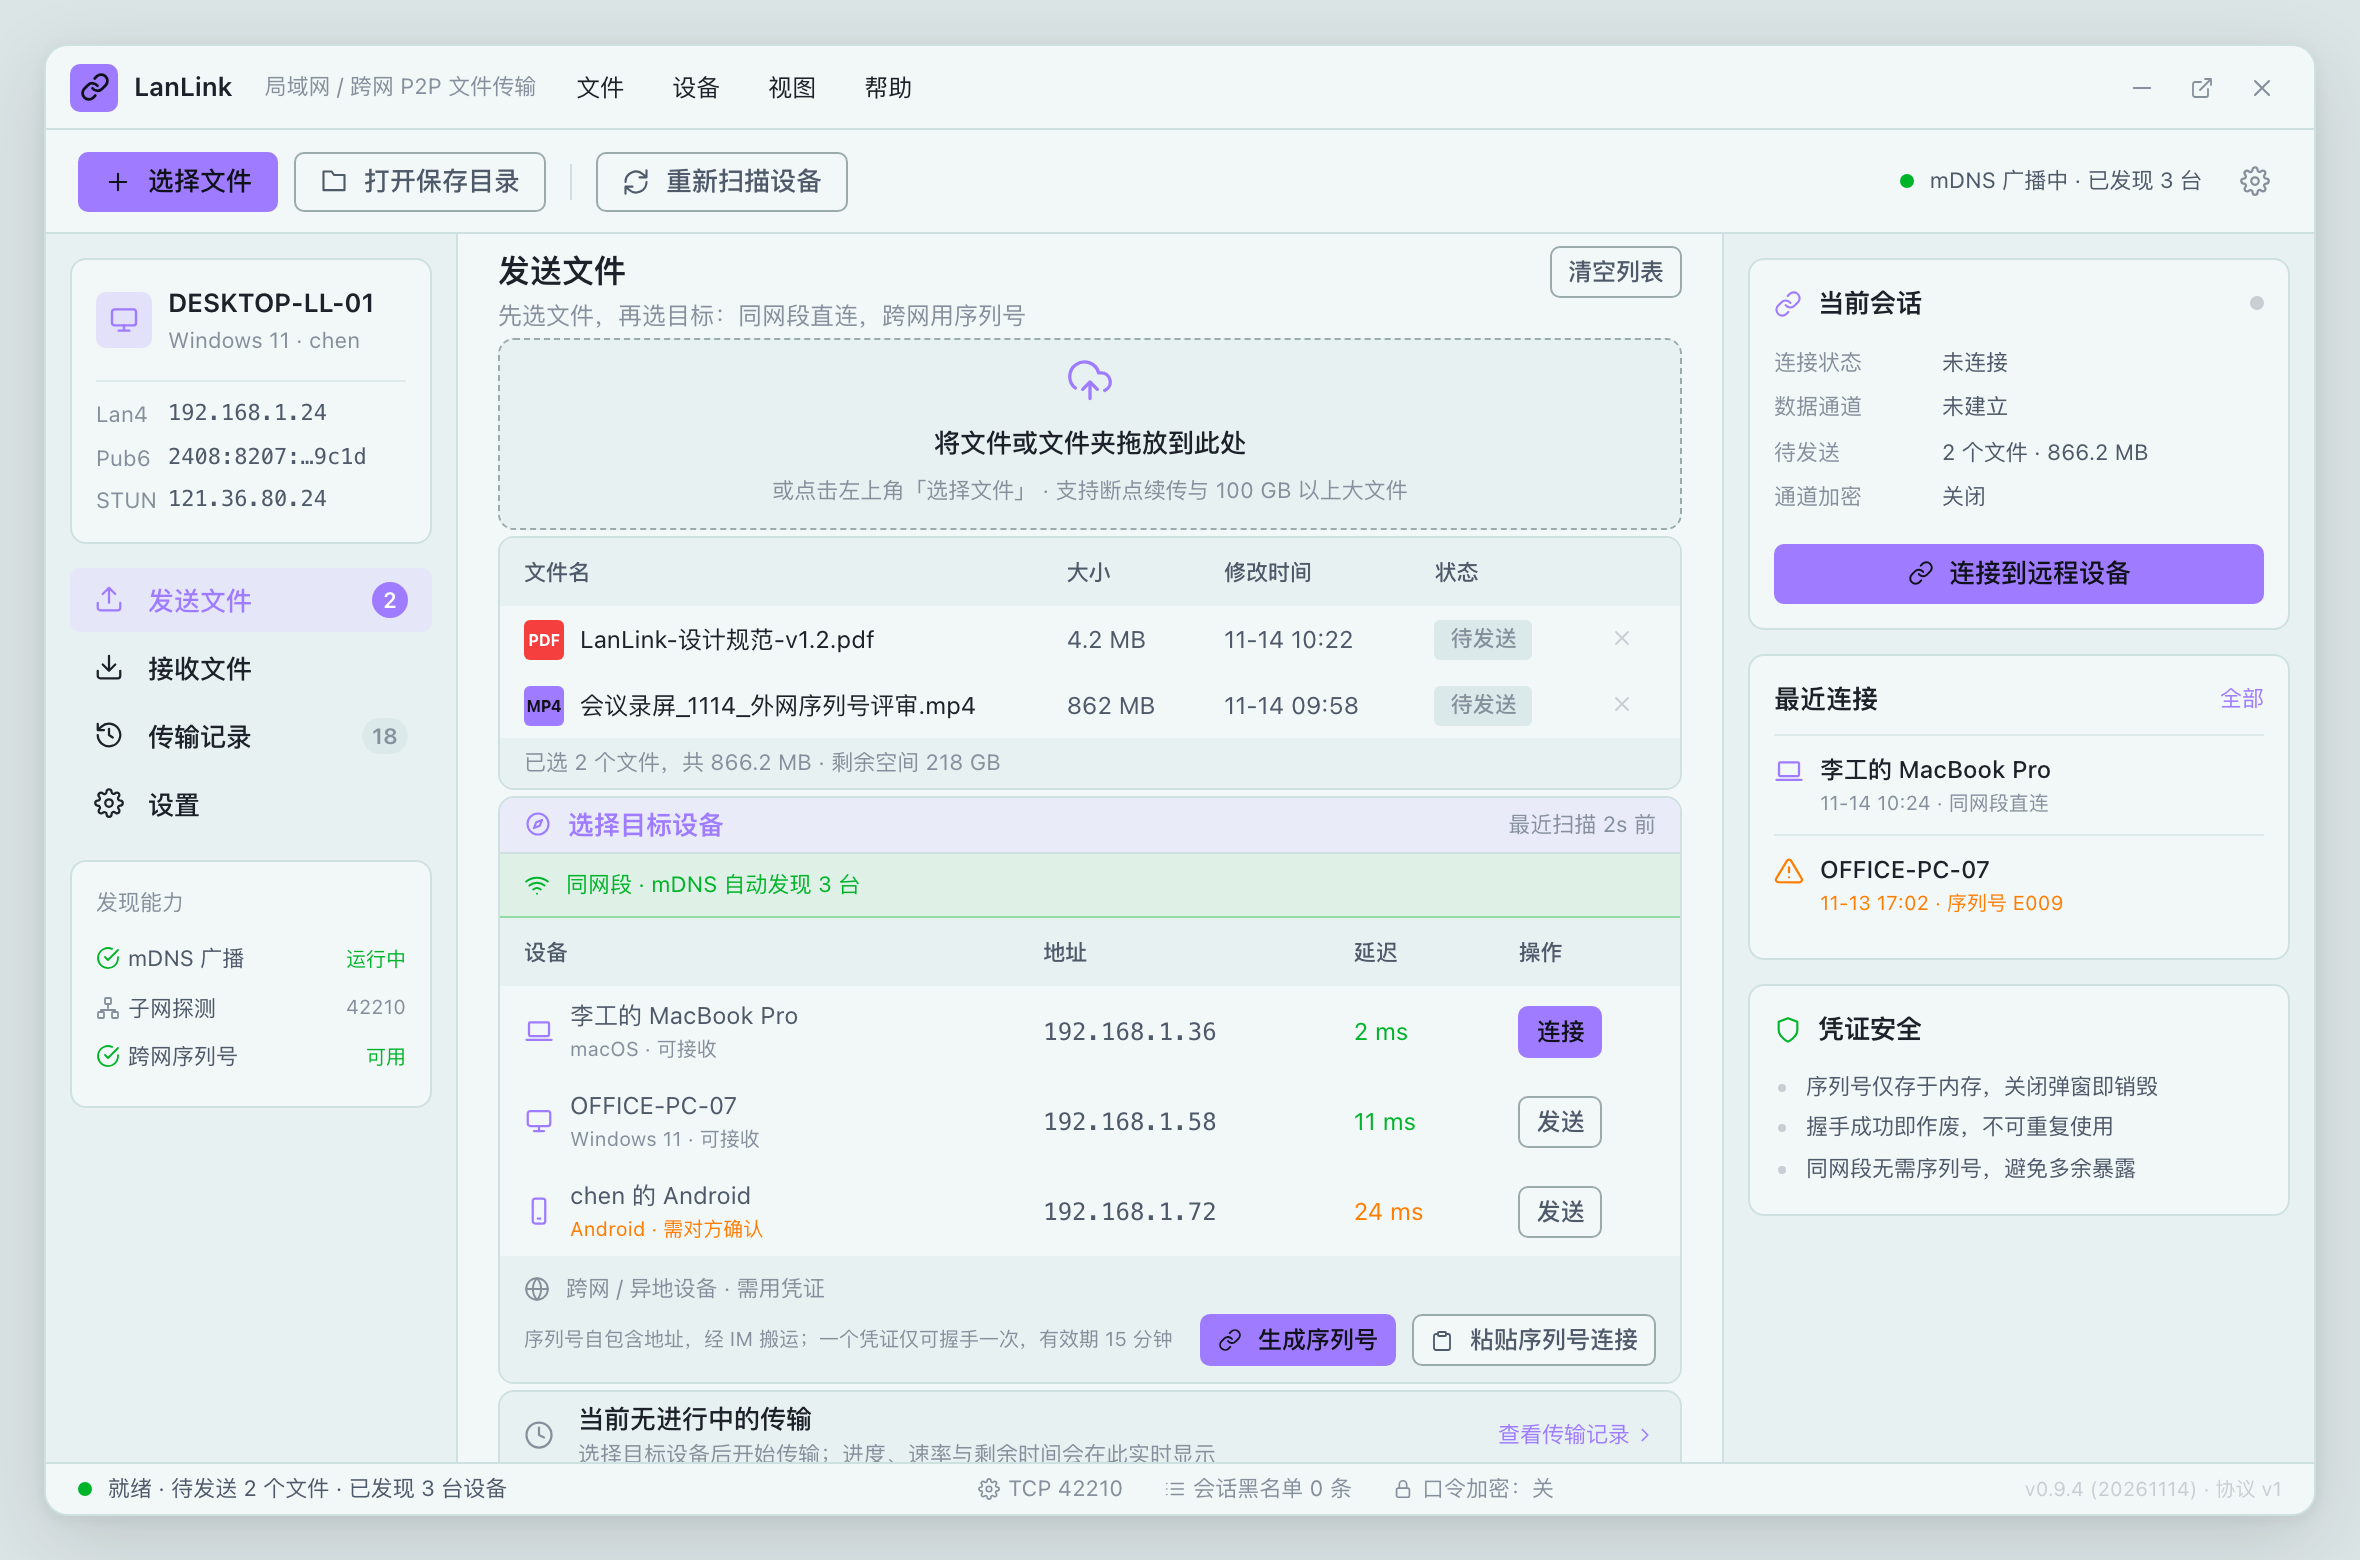 LanLink 局域网 / 跨网 P2P 文件传输 文件 设备 视图 帮助
选择文件 打开保存目录 重新扫描设备 mDNS 广播中 · 已发现 3 台
DESKTOP-LL-01
Windows 11 · chen
Lan4 192.168.1.24
Pub6 2408:8207:…9c1d
STUN 121.36.80.24
发送文件 2
接收文件
传输记录 18
设置
发现能力
mDNS 广播 运行中
子网探测 42210
跨网序列号 可用
发送文件 清空列表
先选文件，再选目标：同网段直连，跨网用序列号
将文件或文件夹拖放到此处
或点击左上角「选择文件」 · 支持断点续传与 100 GB 以上大文件
文件名 大小 修改时间 状态
PDF LanLink-设计规范-v1.2.pdf 4.2 MB 11-14 10:22 待发送
MP4 会议录屏_1114_外网序列号评审.mp4 862 MB 11-14 09:58 待发送
已选 2 个文件，共 866.2 MB · 剩余空间 218 GB
选择目标设备 最近扫描 2s 前
同网段 · mDNS 自动发现 3 台
设备 地址 延迟 操作
李工的 MacBook Pro
macOS · 可接收
192.168.1.36 2 ms 连接
OFFICE-PC-07
Windows 11 · 可接收
192.168.1.58 11 ms 发送
chen 的 Android
Android · 需对方确认
192.168.1.72 24 ms 发送
跨网 / 异地设备 · 需用凭证
序列号自包含地址，经 IM 搬运；一个凭证仅可握手一次，有效期 15 分钟 生成序列号 粘贴序列号连接
当前无进行中的传输
选择目标设备后开始传输；进度、速率与剩余时间会在此实时显示
查看传输记录
当前会话
连接状态 未连接
数据通道 未建立
待发送 2 个文件 · 866.2 MB
通道加密 关闭
连接到远程设备
最近连接 全部
李工的 MacBook Pro
11-14 10:24 · 同网段直连
OFFICE-PC-07
11-13 17:02 · 序列号 E009
凭证安全
序列号仅存于内存，关闭弹窗即销毁
握手成功即作废，不可重复使用
同网段无需序列号，避免多余暴露
就绪 · 待发送 2 个文件 · 已发现 3 台设备 TCP 42210 会话黑名单 0 条 口令加密：关 v0.9.4 (20261114) · 协议 v1